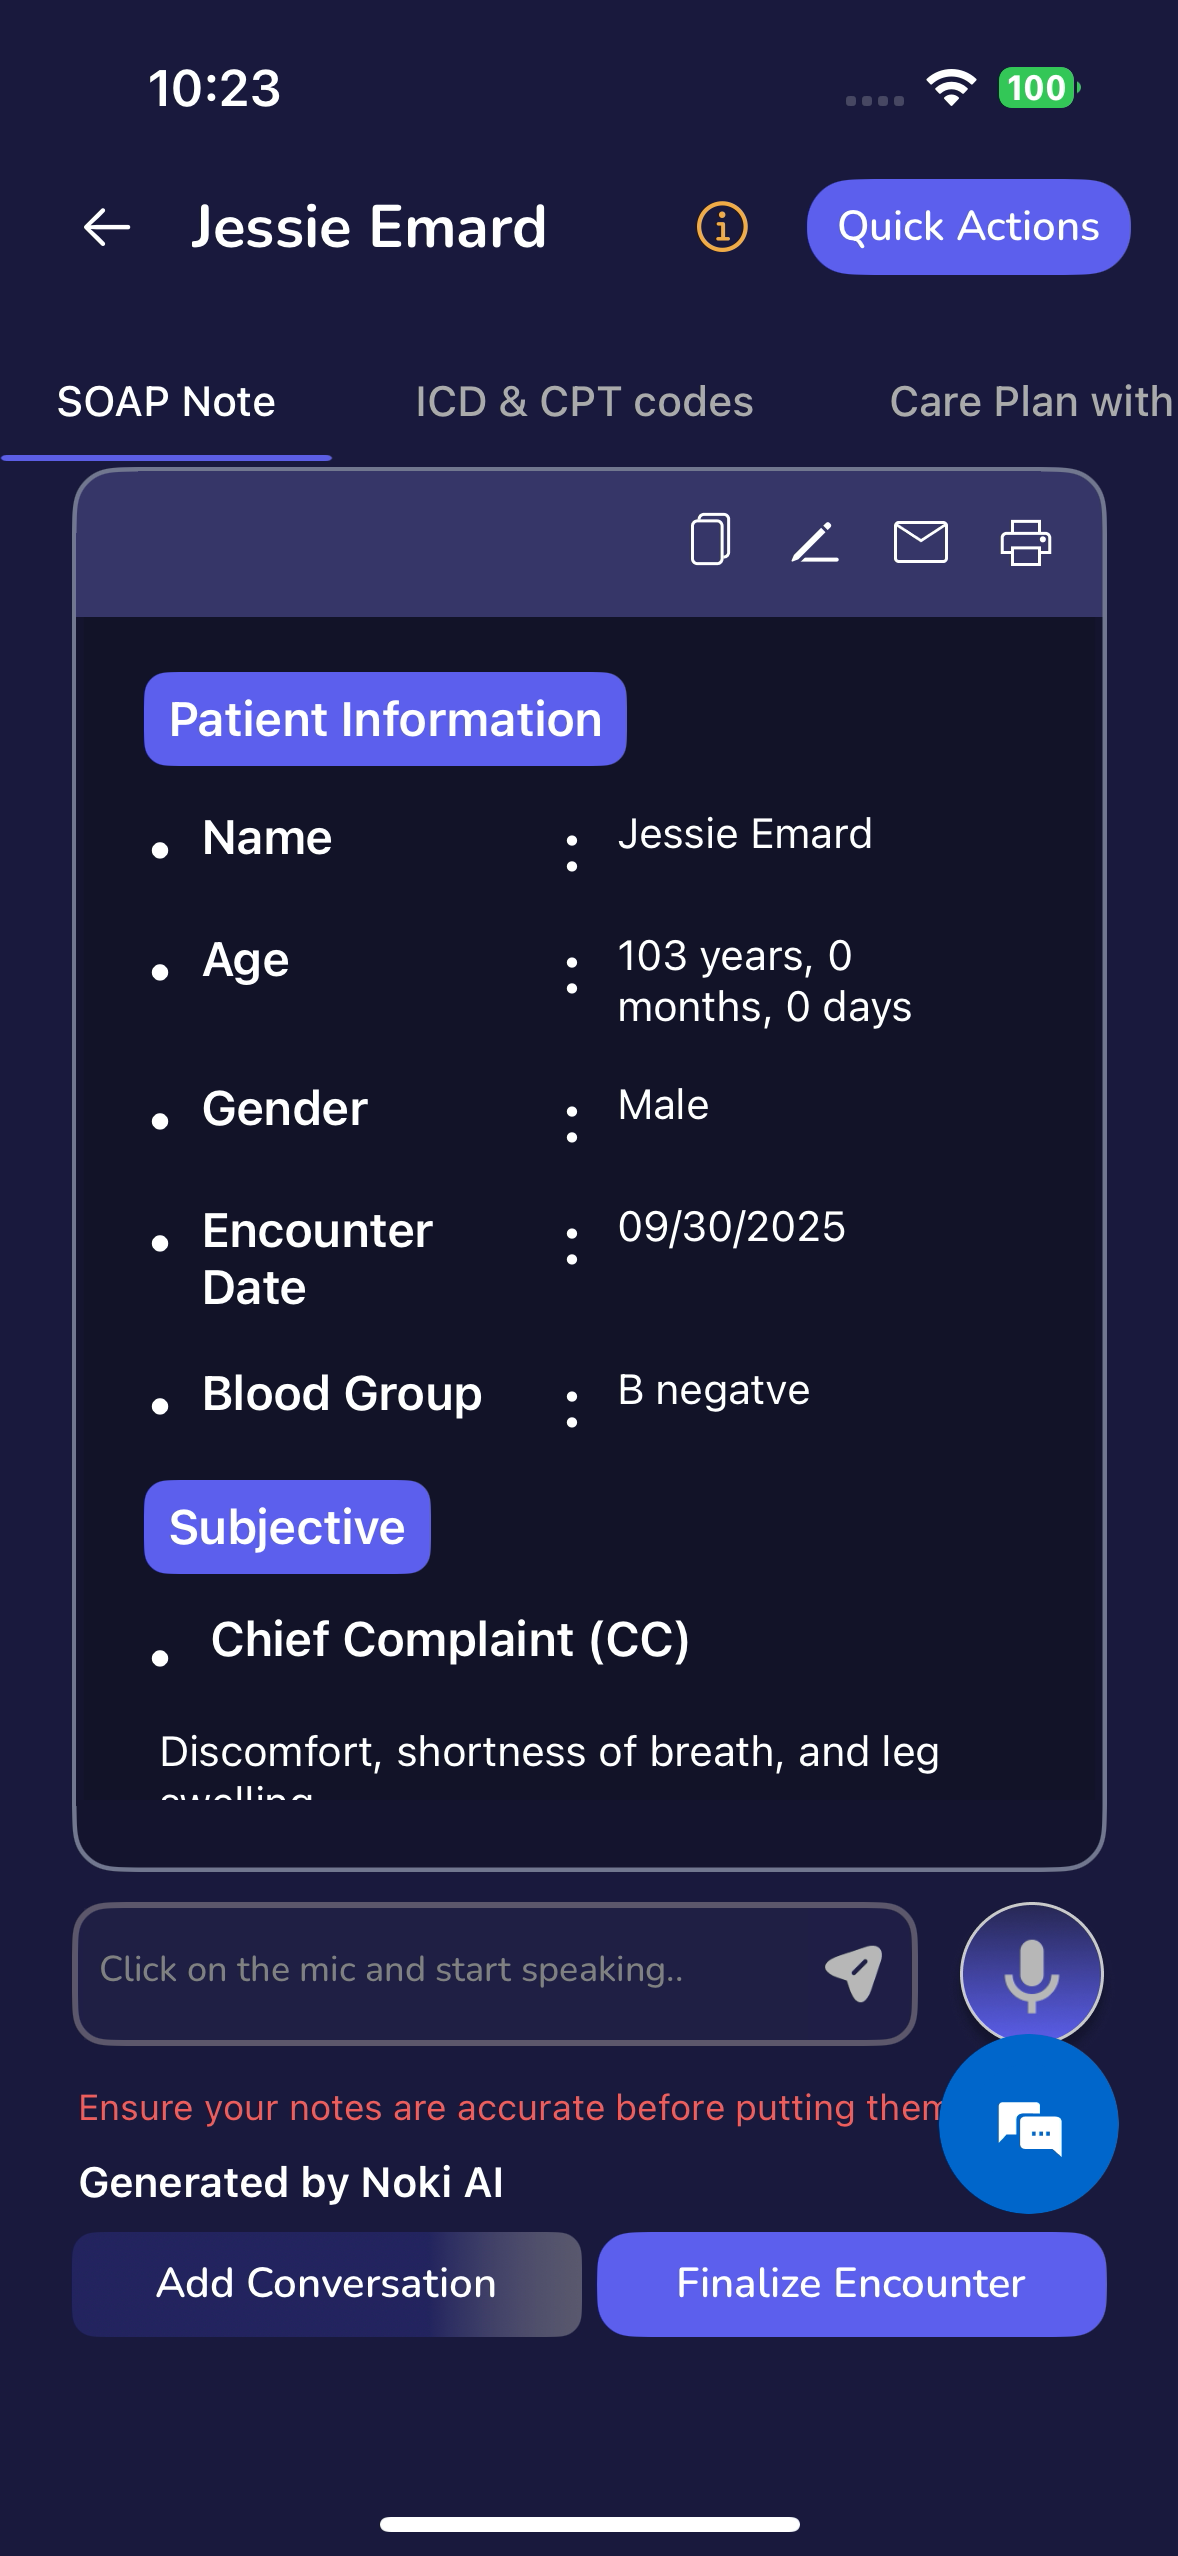 10:23
100
Jessie Emard
Quick Actions
SOAP Note
ICD & CPT codes
Care Plan with
Patient Information
• Name : Jessie Emard
• Age : 103 years, 0
months, 0 days
• Gender : Male
• Encounter : 09/30/2025
Date
• Blood Group : B negatve
Subjective
• Chief Complaint (CC)
Discomfort, shortness of breath, and leg
swelling
Click on the mic and start speaking..
Ensure your notes are accurate before putting them
Generated by Noki AI
Add Conversation
Finalize Encounter